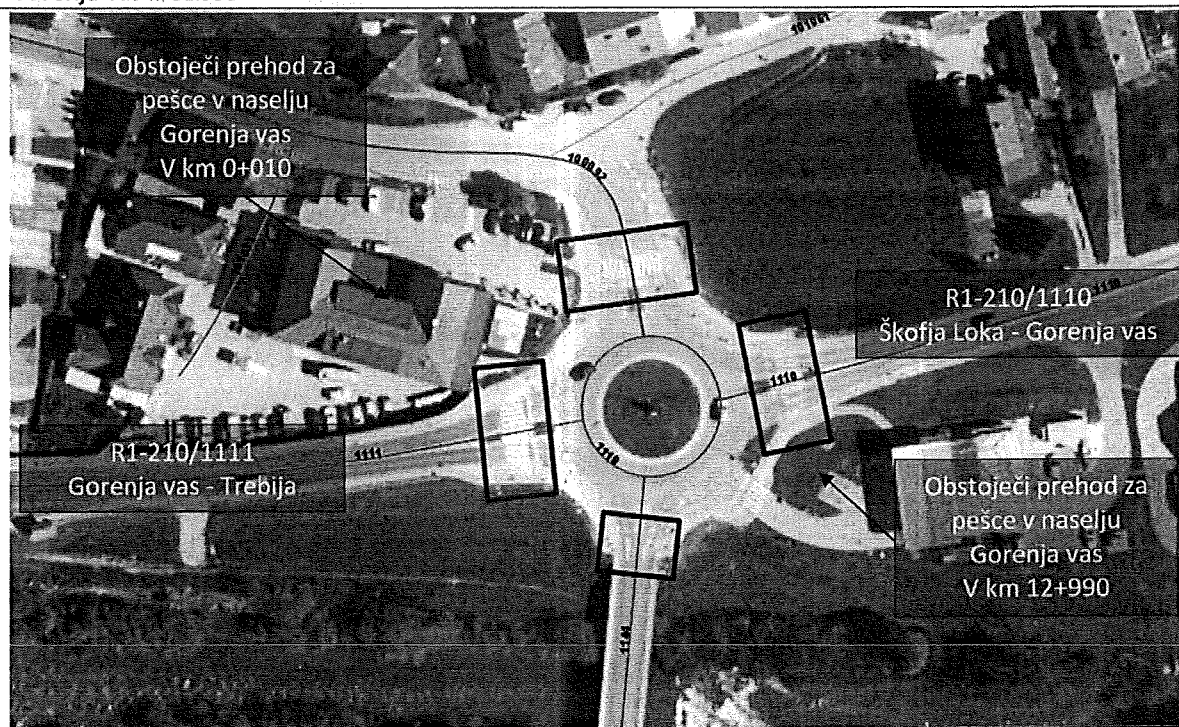 Obstoječi prehod za
pešce v naselju
Gorenja vas
V km 0+010
R1-210/1110
Škofja Loka - Gorenja vas
1110
1110
R1-210/1111
Gorenja vas - Trebija
1111
1110
Obstoječi prehod za
pešce v naselju
Gorenja vas
V km 12+990